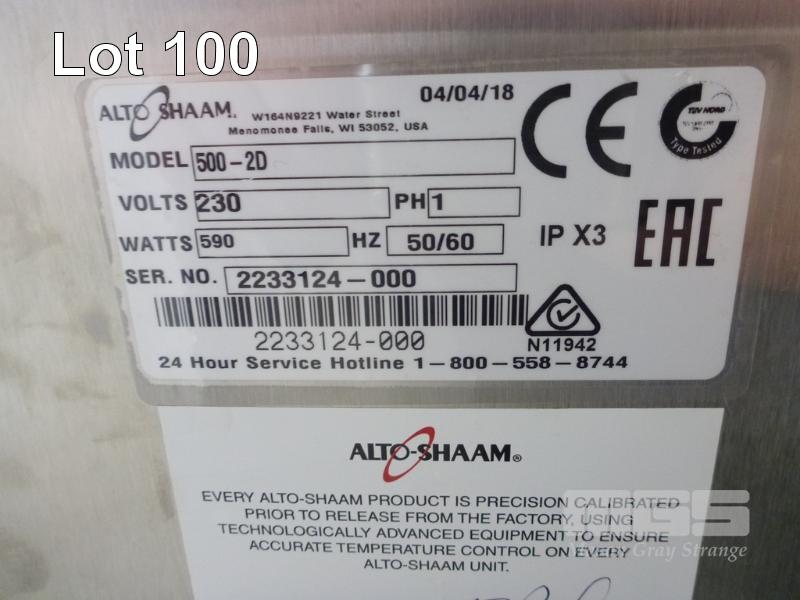 Lot 100
ALTO SHAAM.
W164N9221 Water Street
Menomonee Falls, WI 53052, USA
04/04/18
CE
TÜV NORD
Type Tested
MODEL 500-2D
VOLTS 230 PH 1
WATTS 590 HZ 50/60 IP X3 EAC
SER. NO. 2233124-000
2233124-000
N11942
24 Hour Service Hotline 1-800-558-8744
ALTO-SHAAM®
EVERY ALTO-SHAAM PRODUCT IS PRECISION CALIBRATED
PRIOR TO RELEASE FROM THE FACTORY, USING
TECHNOLOGICALLY ADVANCED EQUIPMENT TO ENSURE
ACCURATE TEMPERATURE CONTROL ON EVERY
ALTO-SHAAM UNIT.
Gray Strange